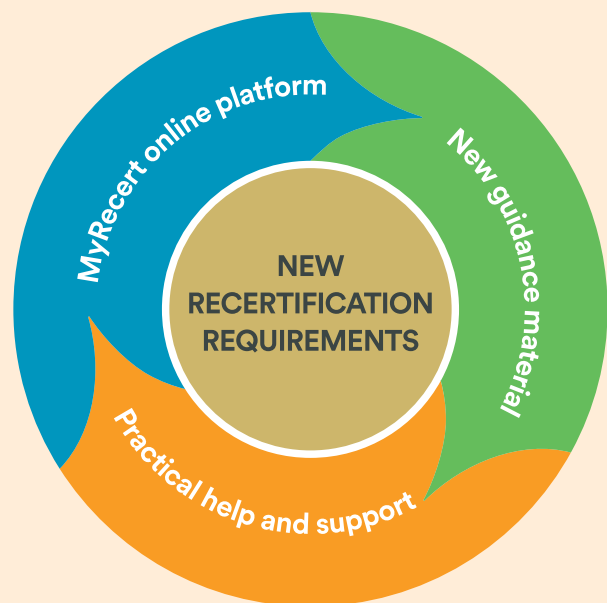 MyRecert online platform
New guidance material
NEW
RECERTIFICATION
REQUIREMENTS
Practical help and support